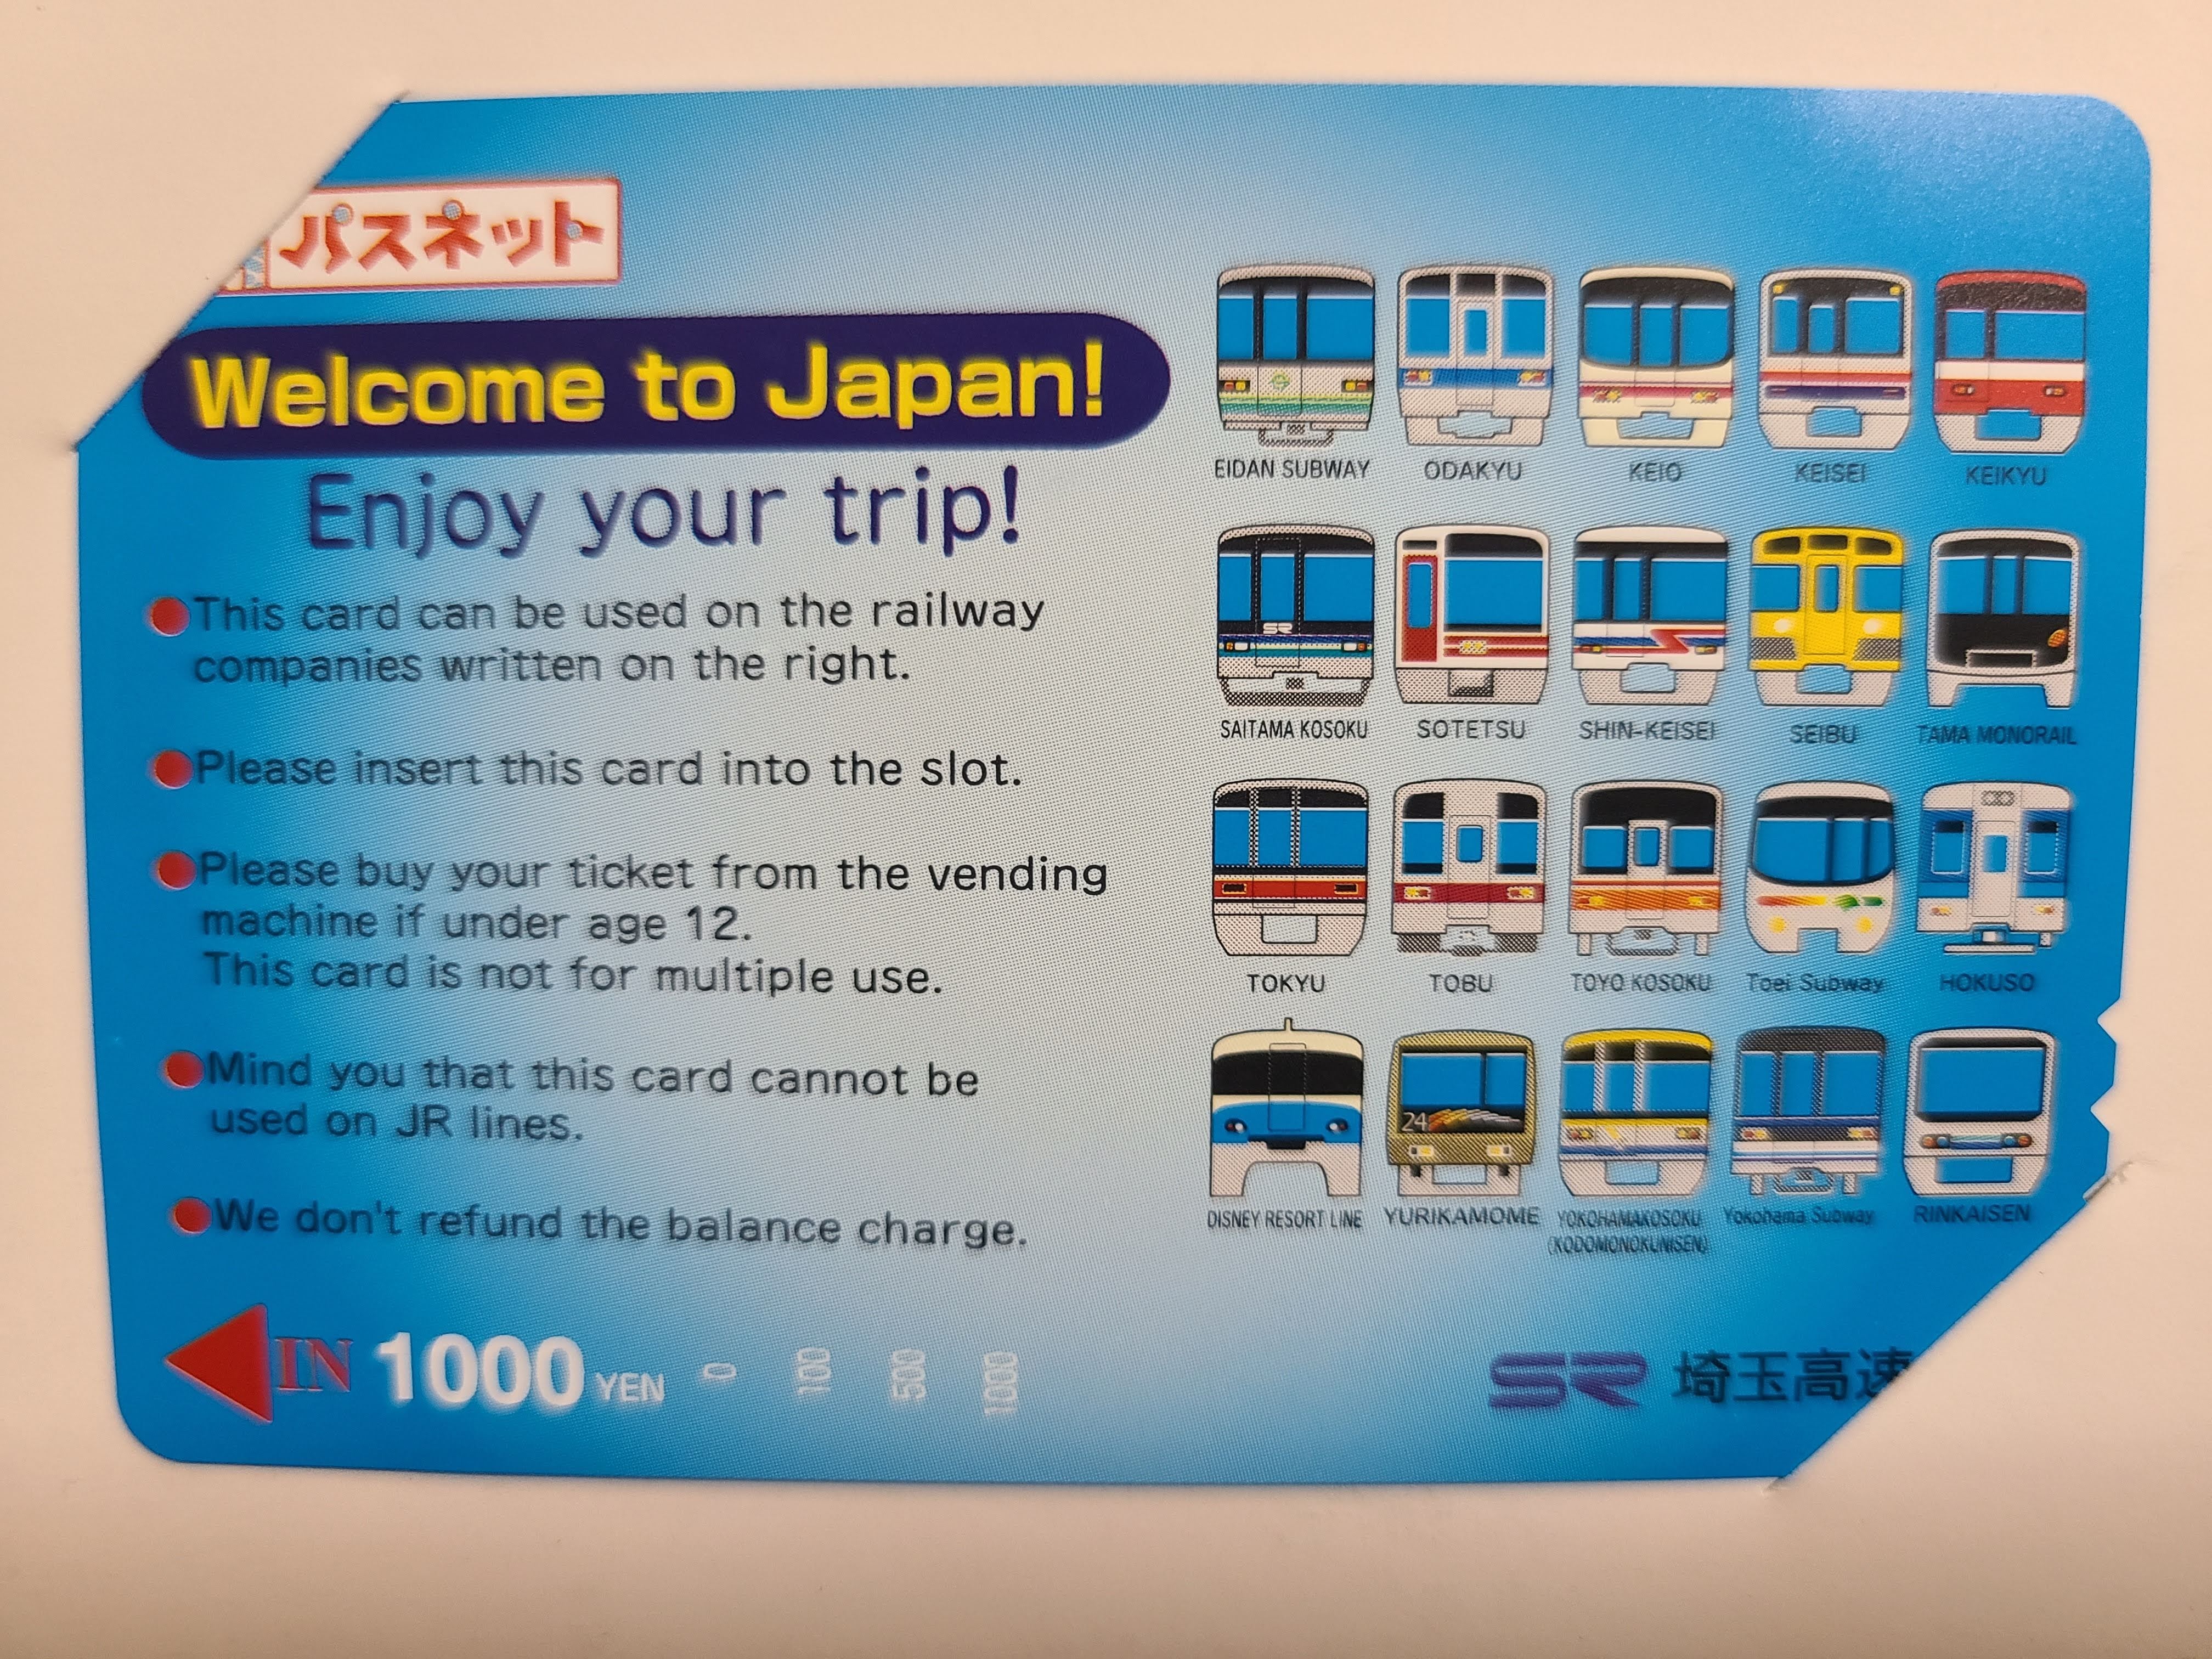 パスネット
Welcome to Japan!
Enjoy your trip!
This card can be used on the railway
companies written on the right.
Please insert this card into the slot.
Please buy your ticket from the vending
machine if under age 12.
This card is not for multiple use.
Mind you that this card cannot be
used on JR lines.
We don't refund the balance charge.
IN 1000 YEN 0 100 500 1000
EIDAN SUBWAY ODAKYU KEIO KEISEI KEIKYU
SR
SAITAMA KOSOKU SOTETSU SHIN-KEISEI SEIBU TAMA MONORAIL
TOKYU TOBU TOYO KOSOKU Toei Subway HOKUSO
24
DISNEY RESORT LINE YURIKAMOME YOKOHAMAKOSOKU Yokohama Subway RINKAISEN
(KODOMONOKUNISEN)
SR 埼玉高速